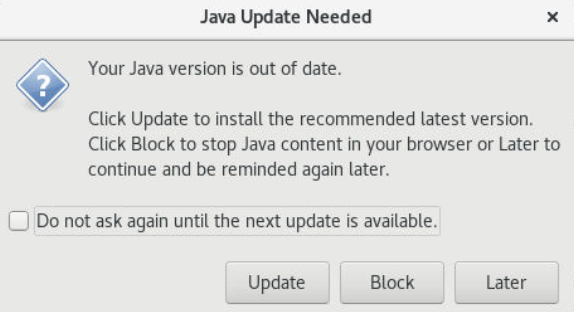 Java Update Needed
Your Java version is out of date.
Click Update to install the recommended latest version.
Click Block to stop Java content in your browser or Later to
continue and be reminded again later.
Do not ask again until the next update is available.
Update Block Later